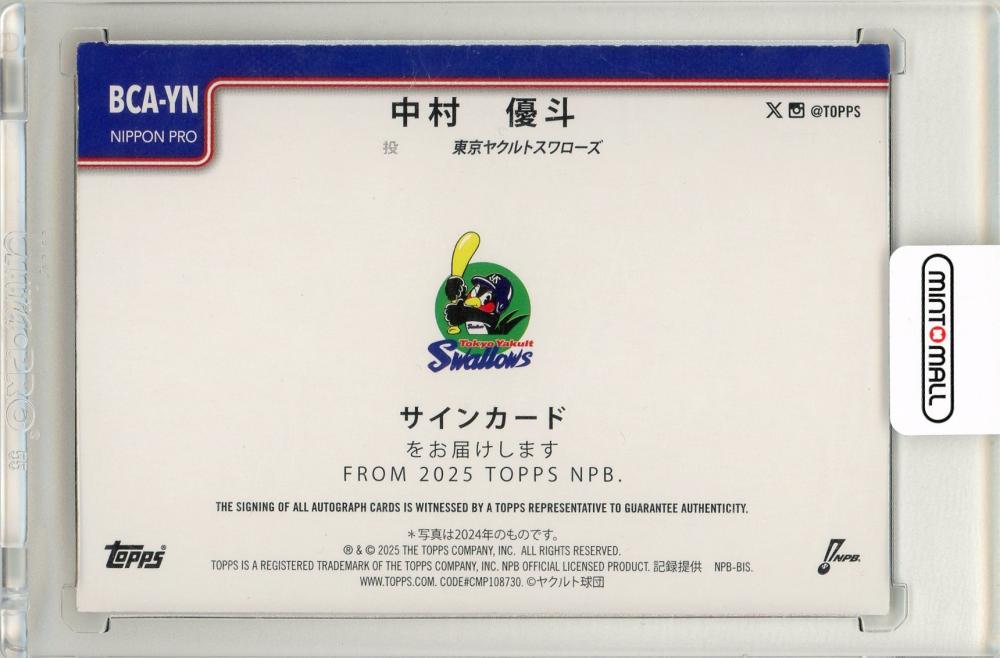 BCA-YN
NIPPON PRO
中村 優斗
投 東京ヤクルトスワローズ
@TOPPS
Tokyo Yakult
Swallows
サインカード
をお届けします
FROM 2025 TOPPS NPB.
THE SIGNING OF ALL AUTOGRAPH CARDS IS WITNESSED BY A TOPPS REPRESENTATIVE TO GUARANTEE AUTHENTICITY.
＊写真は2024年のものです。
® & © 2025 THE TOPPS COMPANY, INC. ALL RIGHTS RESERVED.
TOPPS IS A REGISTERED TRADEMARK OF THE TOPPS COMPANY, INC. NPB OFFICIAL LICENSED PRODUCT. 記録提供 NPB-BIS.
WWW.TOPPS.COM. CODE#CMP108730. ©ヤクルト球団
topps®
NPB.
MINT MALL